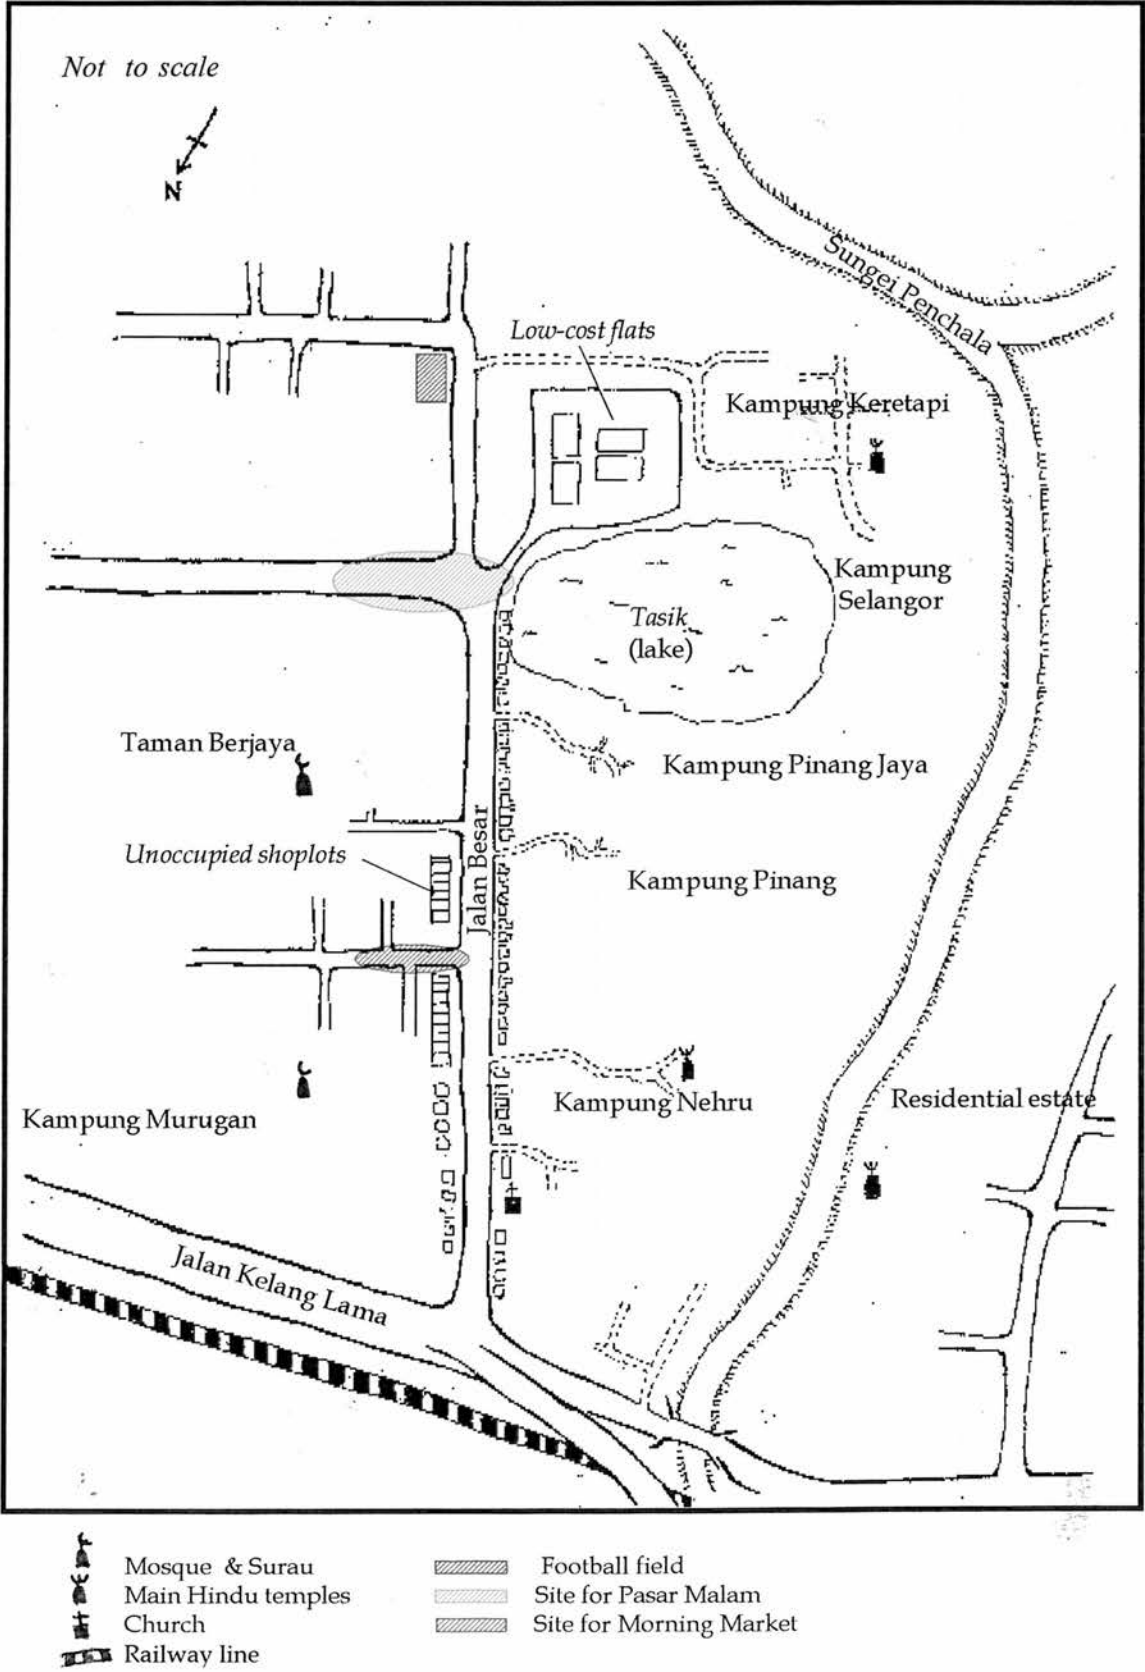 Not to scale
N
Sungei Penchala
Low-cost flats
Kampung Keretapi
Kampung
Selangor
Tasik
(lake)
Taman Berjaya
Kampung Pinang Jaya
Jalan Besar
Unoccupied shoplots
Kampung Pinang
Kampung Nehru
Residential estate
Kampung Murugan
Jalan Kelang Lama
Mosque & Surau
Main Hindu temples
Church
Railway line
Football field
Site for Pasar Malam
Site for Morning Market